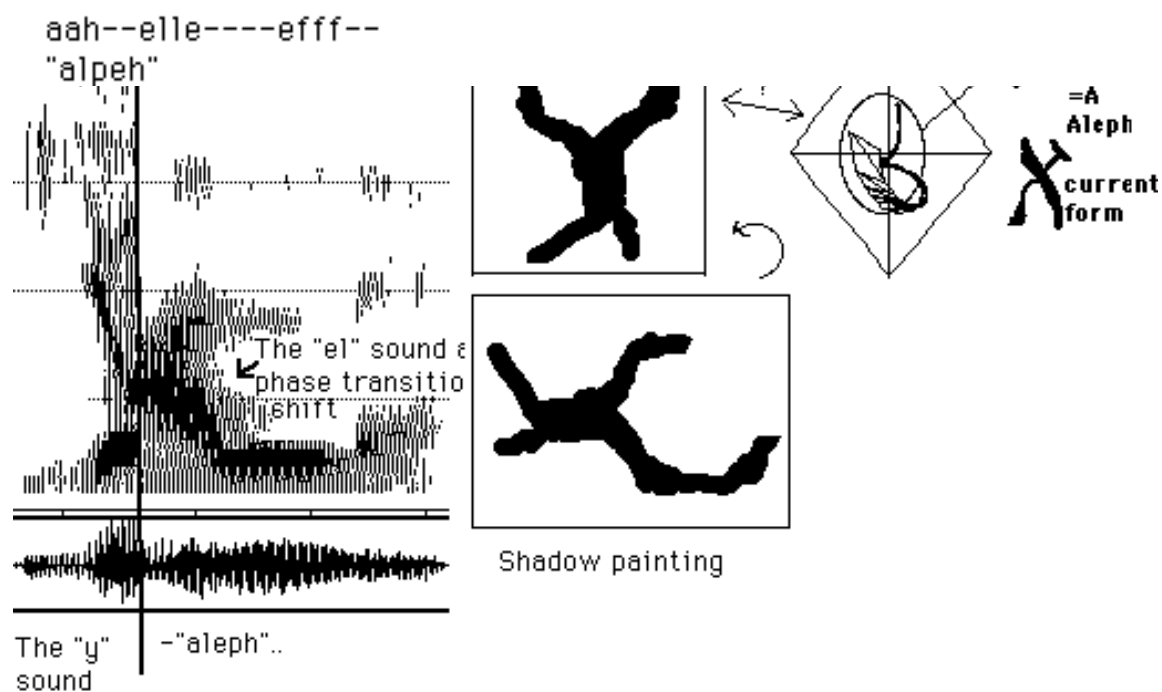 aah--elle----efff--
"alpeh"
=A
Aleph
current
form
The "el" sound a
phase transitio
shift
Shadow painting
The "y"
sound
-"aleph"..